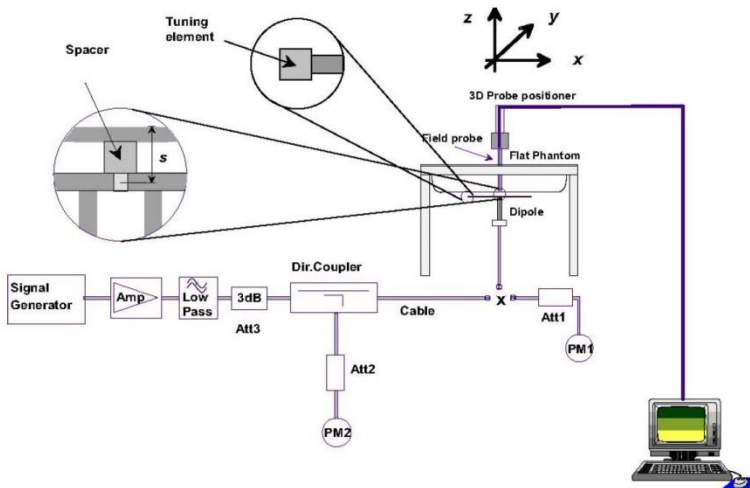 Tuning
element
z
y
x
Spacer
s
3D Probe positioner
Field probe
Flat Phantom
Dipole
Dir.Coupler
Signal
Generator
Amp
Low
Pass
3dB
Att3
Cable
x
Att1
PM1
Att2
PM2